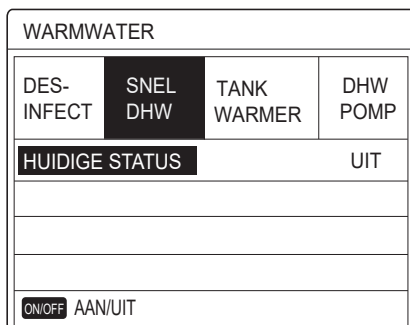 WARMWATER
DES-
INFECT
SNEL
DHW
TANK
WARMER
DHW
POMP
HUIDIGE STATUS UIT
ON/OFF AAN/UIT